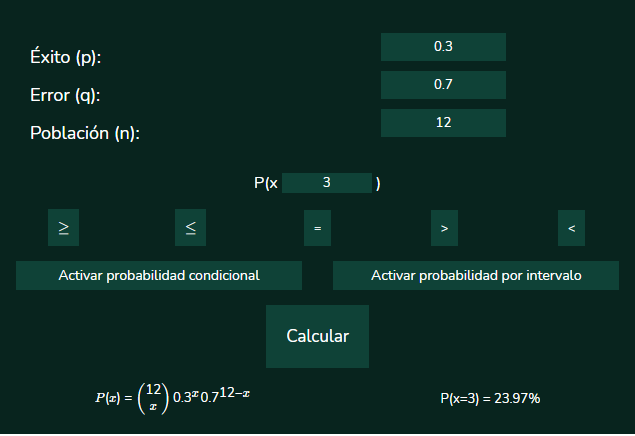 Éxito (p):
0.3
Error (q):
0.7
Población (n):
12
P(x 3 )
≥ ≤ = > <
Activar probabilidad condicional
Activar probabilidad por intervalo
Calcular
P(x) = (12 x) 0.3^x 0.7^12−x
P(x=3) = 23.97%